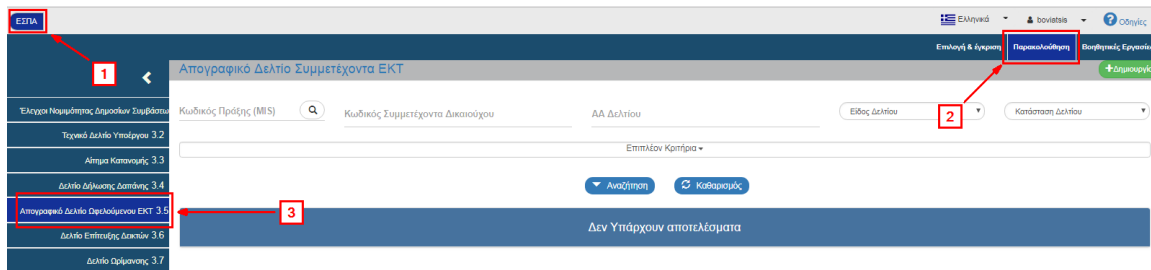 ΕΣΠΑ
Ελληνικά
boviatsis
Οδηγίες
Επιλογή & έγκριση
Παρακολούθηση
Βοηθητικές Εργασίε
1
Απογραφικό Δελτίο Συμμετέχοντα ΕΚΤ
+Δημιουργία
2
Έλεγχοι Νομιμότητας Δημοσίων Συμβάσεω
Κωδικός Πράξης (MIS)
Κωδικός Συμμετέχοντα Δικαιούχου
ΑΑ Δελτίου
Είδος Δελτίου
Κατάσταση Δελτίου
Τεχνικό Δελτίο Υποέργου 3.2
Επιπλέον Κριτήρια
Αίτημα Κατανομής 3.3
Δελτίο Δήλωσης Δαπάνης 3.4
Αναζήτηση
Καθαρισμός
Απογραφικό Δελτίο Ωφελούμενου ΕΚΤ 3.5
3
Δεν Υπάρχουν αποτελέσματα
Δελτίο Επίτευξης Δεικτών 3.6
Δελτίο Ωρίμανσης 3.7